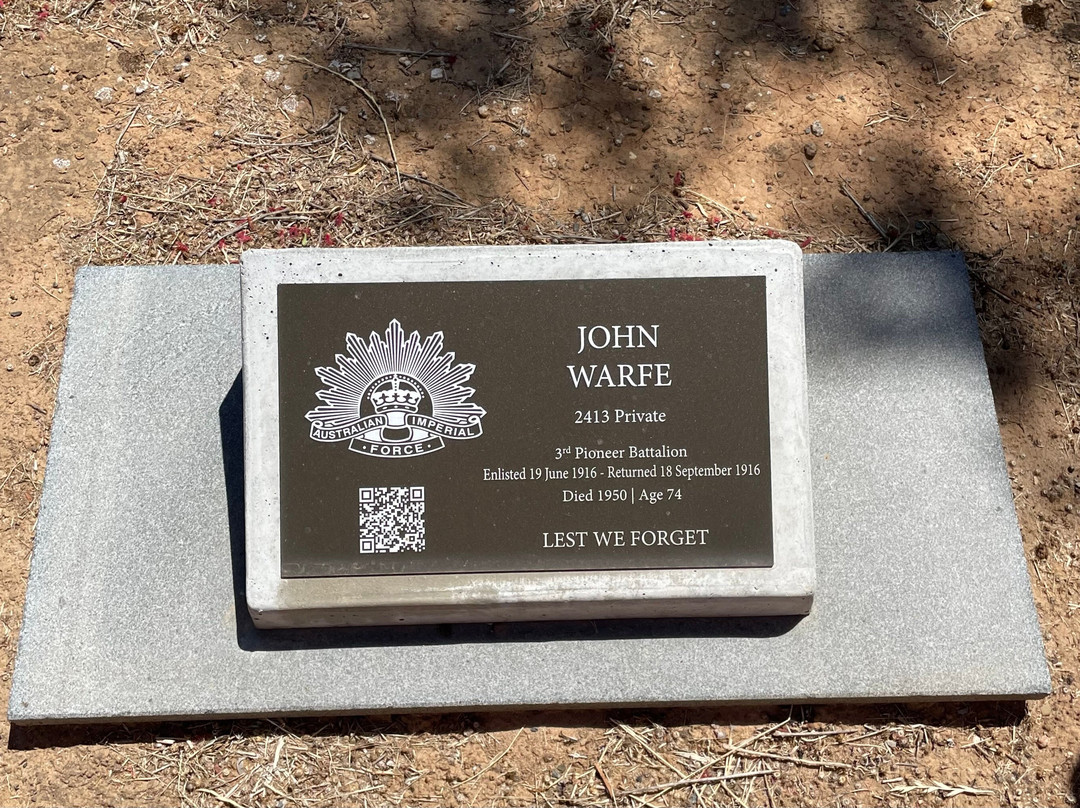 AUSTRALIAN IMPERIAL
·FORCE·
JOHN
WARFE
2413 Private
3rd Pioneer Battalion
Enlisted 19 June 1916 - Returned 18 September 1916
Died 1950 | Age 74
LEST WE FORGET